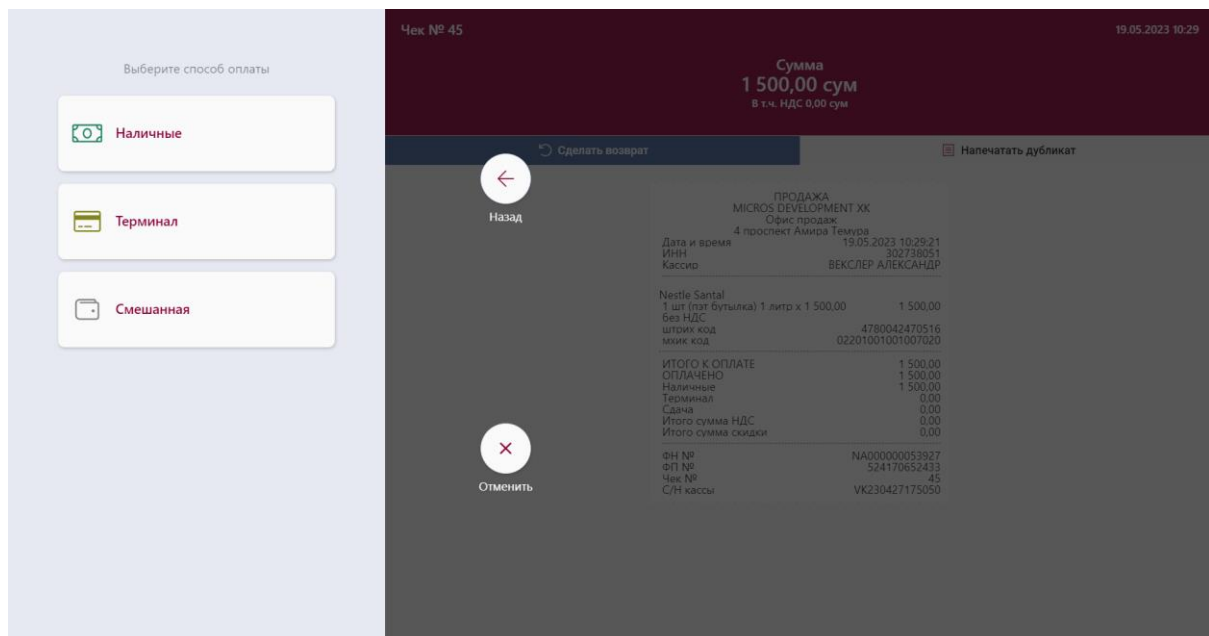 Выберите способ оплаты
Наличные
Терминал
Смешанная
Чек № 45
19.05.2023 10:29
Сумма
1 500,00 сум
В т.ч. НДС 0,00 сум
Сделать возврат
Напечатать дубликат
Назад
Отменить
ПРОДАЖА
MICROS DEVELOPMENT XK
Офис продаж
4 проспект Амира Темура
Дата и время 19.05.2023 10:29:21
ИНН 302738051
Кассир ВЕКСЛЕР АЛЕКСАНДР
Nestle Santal
1 шт (пэт бутылка) 1 литр x 1 500,00 1 500,00
без НДС
штрих код 4780042470516
мхик код 02201001001007020
ИТОГО К ОПЛАТЕ 1 500,00
ОПЛАЧЕНО 1 500,00
Наличные 1 500,00
Терминал 0,00
Сдача 0,00
Итого сумма НДС 0,00
Итого сумма скидки 0,00
ФН № NA000000053927
ФП № 524170652433
Чек № 45
С/Н кассы VK230427175050